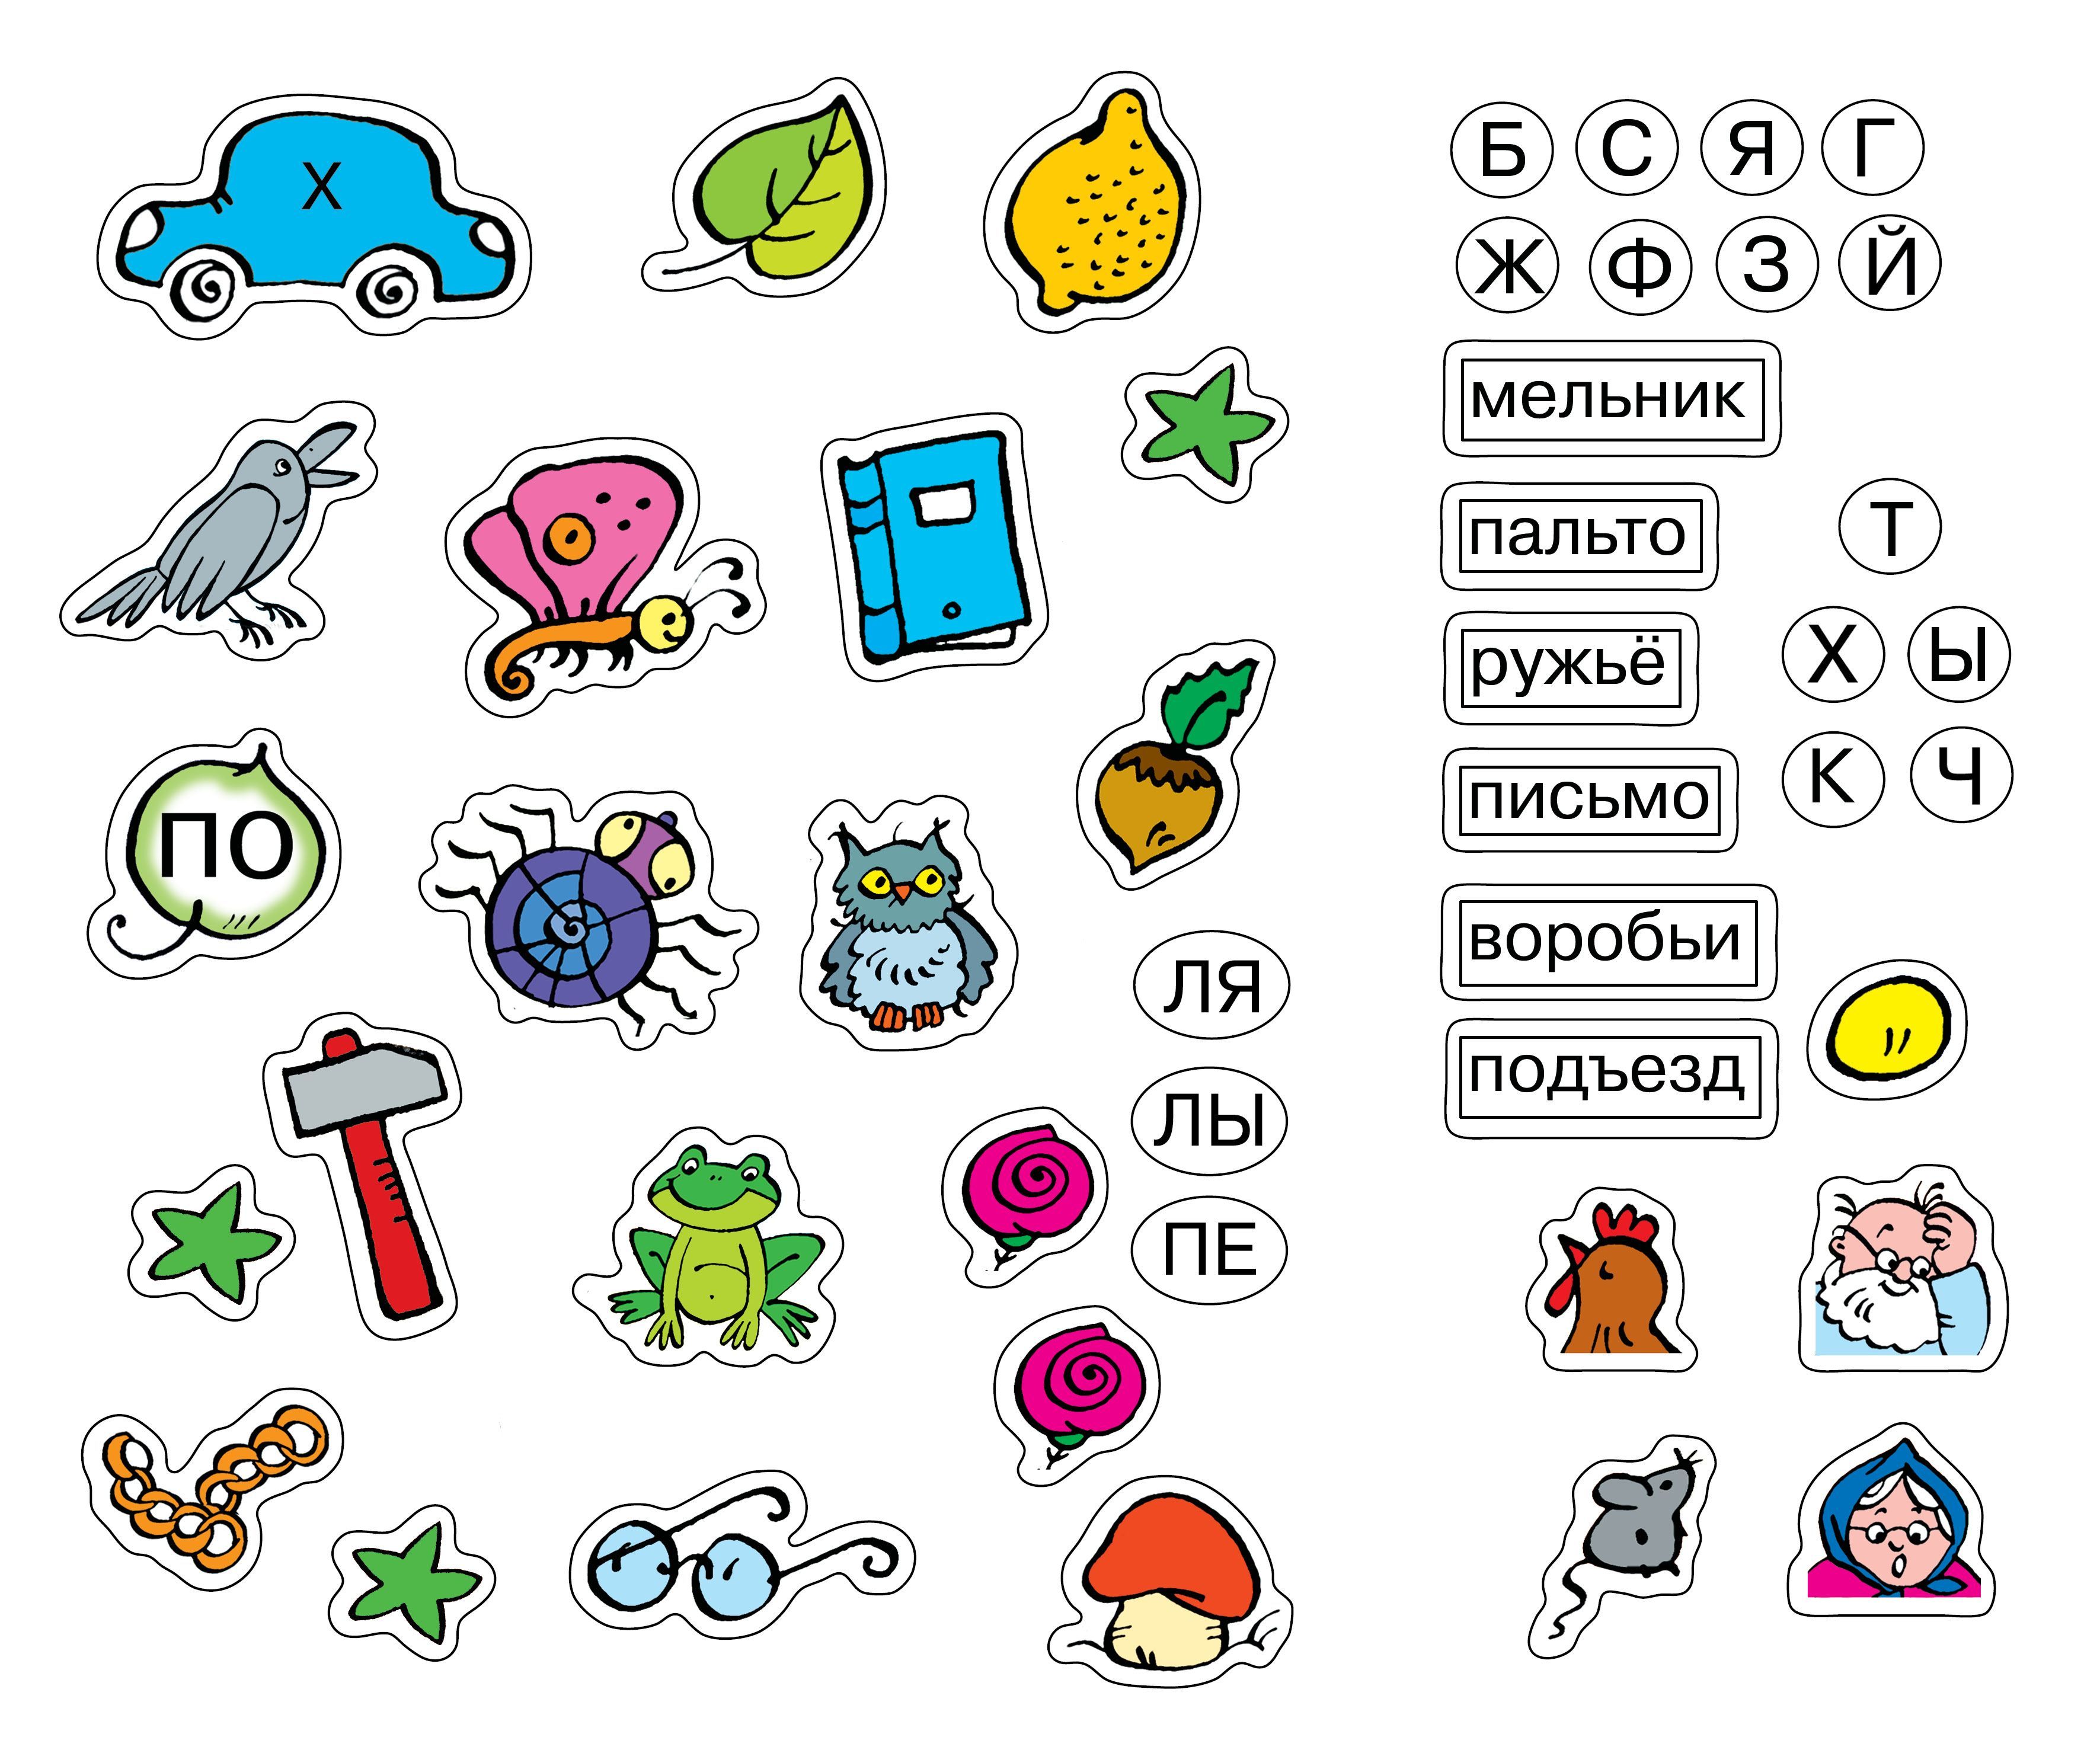 Х
ПО
ЛЯ
ЛЫ
ПЕ
Б С Я Г
Ж Ф З Й
мельник
пальто
Т
ружьё
Х Ы
письмо
К Ч
воробьи
подъезд